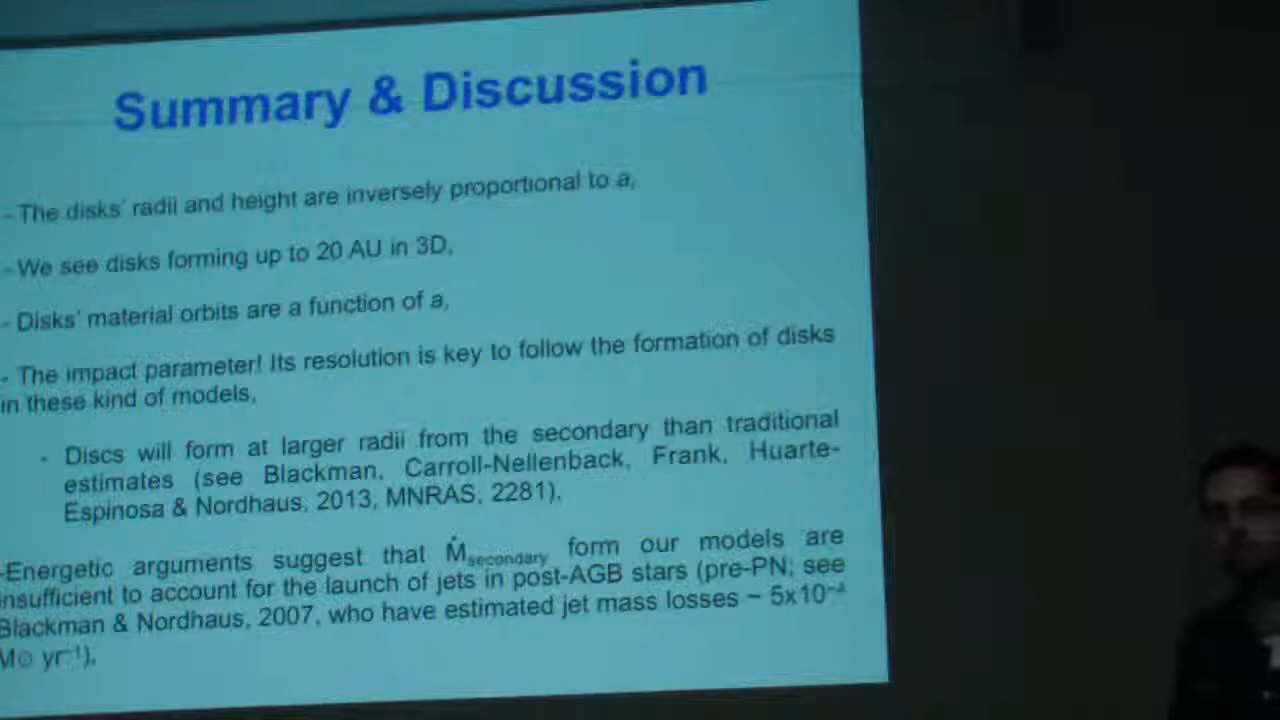 Summary & Discussion
- The disks' radii and height are inversely proportional to a,
- We see disks forming up to 20 AU in 3D,
- Disks' material orbits are a function of a,
- The impact parameter! Its resolution is key to follow the formation of disks
in these kind of models,
- Discs will form at larger radii from the secondary than traditional
estimates (see Blackman, Carroll-Nellenback, Frank, Huarte-
Espinosa & Nordhaus, 2013, MNRAS, 2281),
-Energetic arguments suggest that Ṁsecondary form our models are
insufficient to account for the launch of jets in post-AGB stars (pre-PN; see
Blackman & Nordhaus, 2007, who have estimated jet mass losses ~ 5x10⁻⁴
M⊙ yr⁻¹),